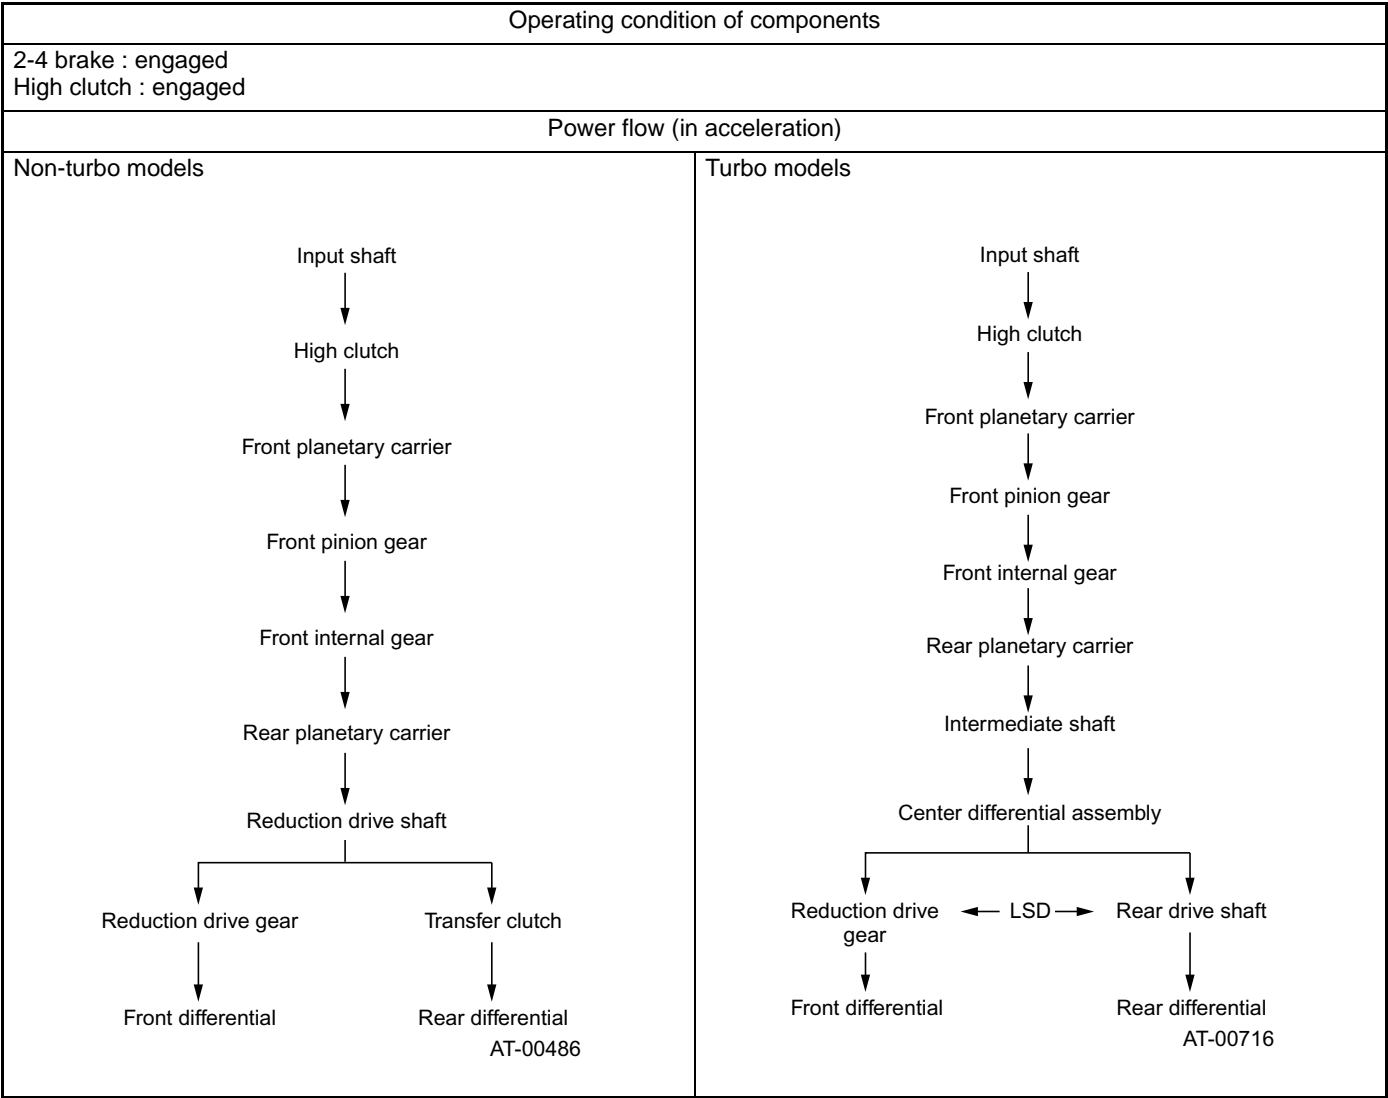 Operating condition of components
2-4 brake : engaged
High clutch : engaged
Power flow (in acceleration)
Non-turbo models
Input shaft
High clutch
Front planetary carrier
Front pinion gear
Front internal gear
Rear planetary carrier
Reduction drive shaft
Reduction drive gear
Transfer clutch
Front differential
Rear differential
AT-00486
Turbo models
Input shaft
High clutch
Front planetary carrier
Front pinion gear
Front internal gear
Rear planetary carrier
Intermediate shaft
Center differential assembly
Reduction drive
gear
LSD
Rear drive shaft
Front differential
Rear differential
AT-00716